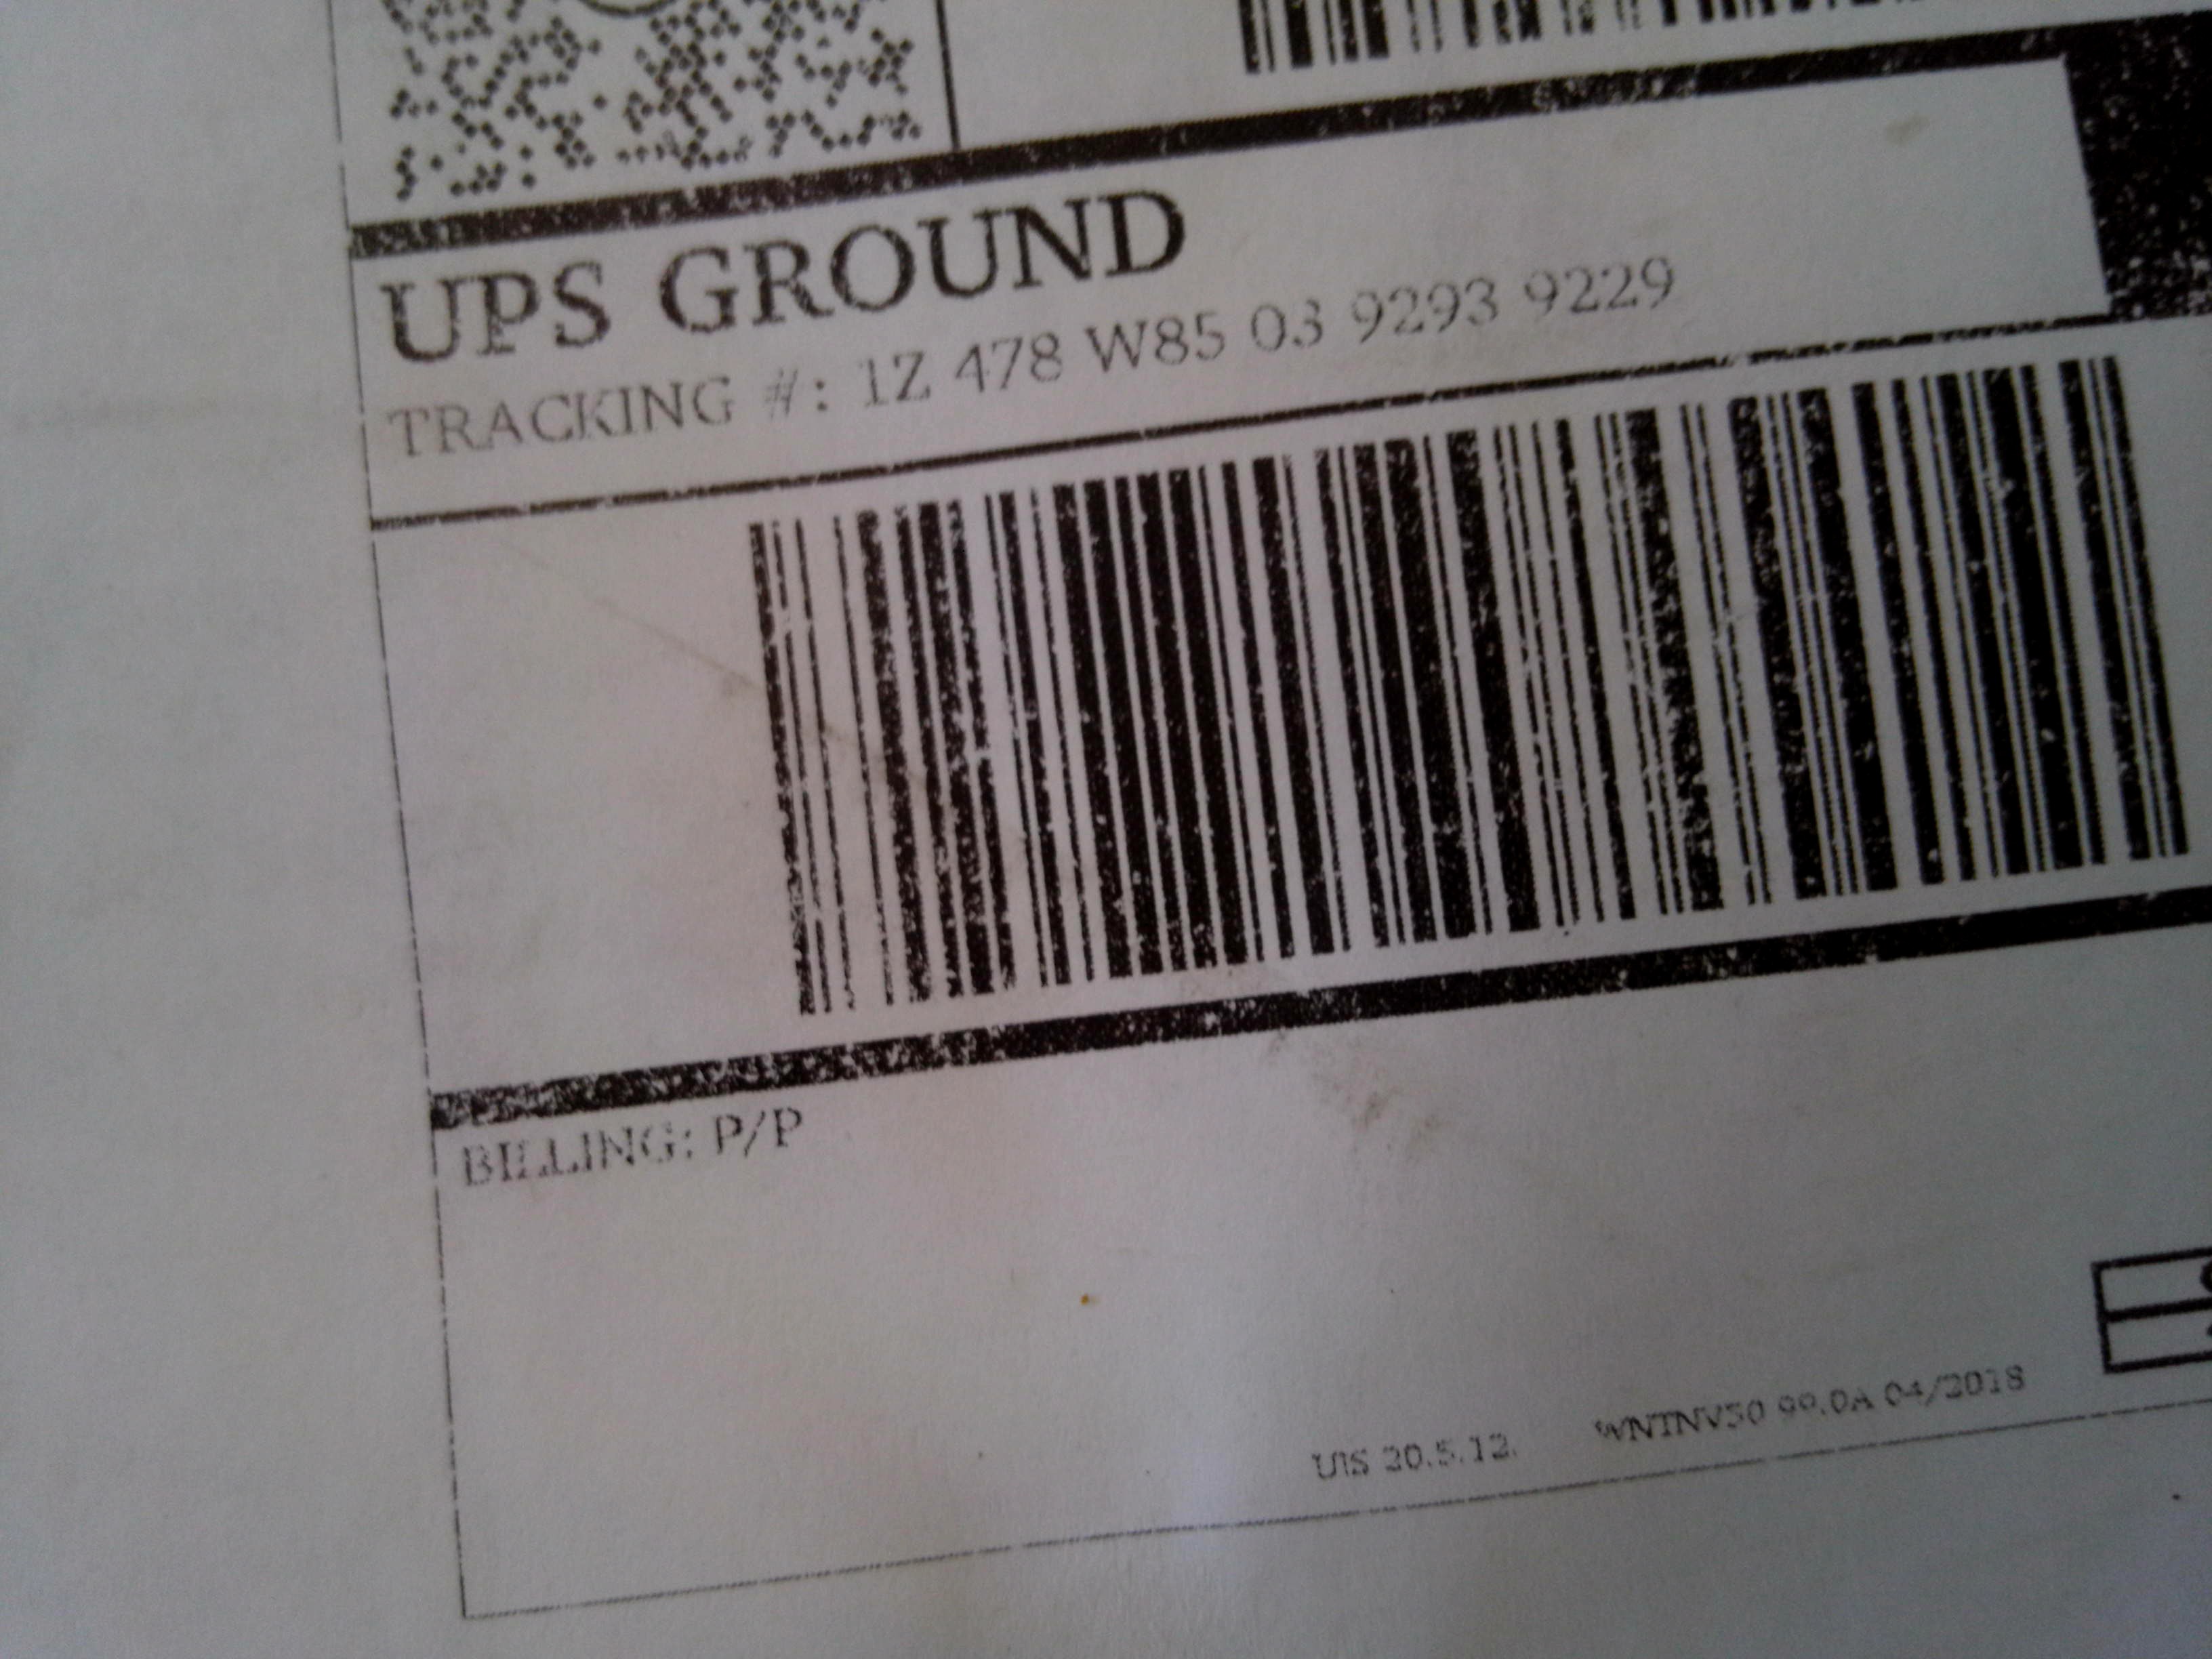 UPS GROUND
TRACKING #: 1Z 478 W85 03 9293 9229
BILLING: P/P
UIS 20.5.12. WNTNV50 99.0A 04/2018